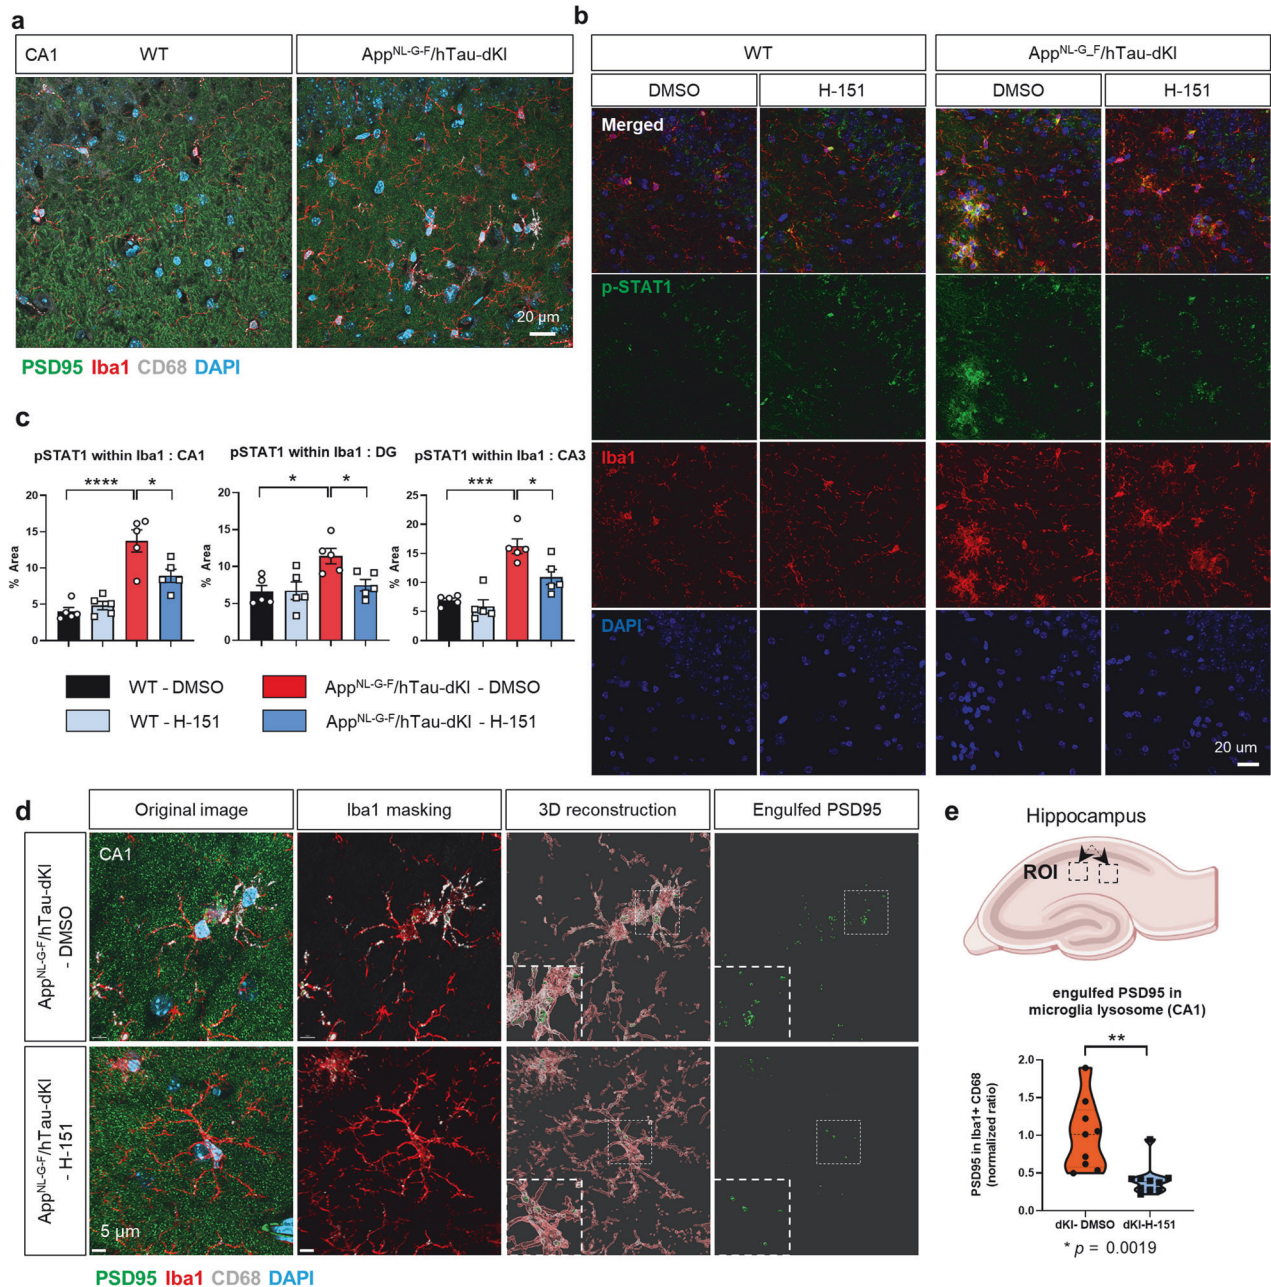 a
CA1 WT
App^NL-G-F/hTau-dKI
20 µm
PSD95 Iba1 CD68 DAPI
b
WT
App^NL-G_F/hTau-dKI
DMSO
H-151
DMSO
H-151
Merged
p-STAT1
Iba1
DAPI
20 um
c
pSTAT1 within Iba1 : CA1
**** *
% Area
20
15
10
5
0
pSTAT1 within Iba1 : DG
* *
% Area
20
15
10
5
0
pSTAT1 within Iba1 : CA3
*** *
% Area
25
20
15
10
5
0
WT - DMSO
App^NL-G-F/hTau-dKI - DMSO
WT - H-151
App^NL-G-F/hTau-dKI - H-151
d
Original image
Iba1 masking
3D reconstruction
Engulfed PSD95
App^NL-G-F/hTau-dKI
- DMSO
CA1
App^NL-G-F/hTau-dKI
- H-151
5 µm
PSD95 Iba1 CD68 DAPI
e
Hippocampus
ROI
engulfed PSD95 in
microglia lysosome (CA1)
**
PSD95 in Iba1+ CD68
(normalized ratio)
2.0
1.5
1.0
0.5
0.0
dKI- DMSO dKI-H-151
* p = 0.0019